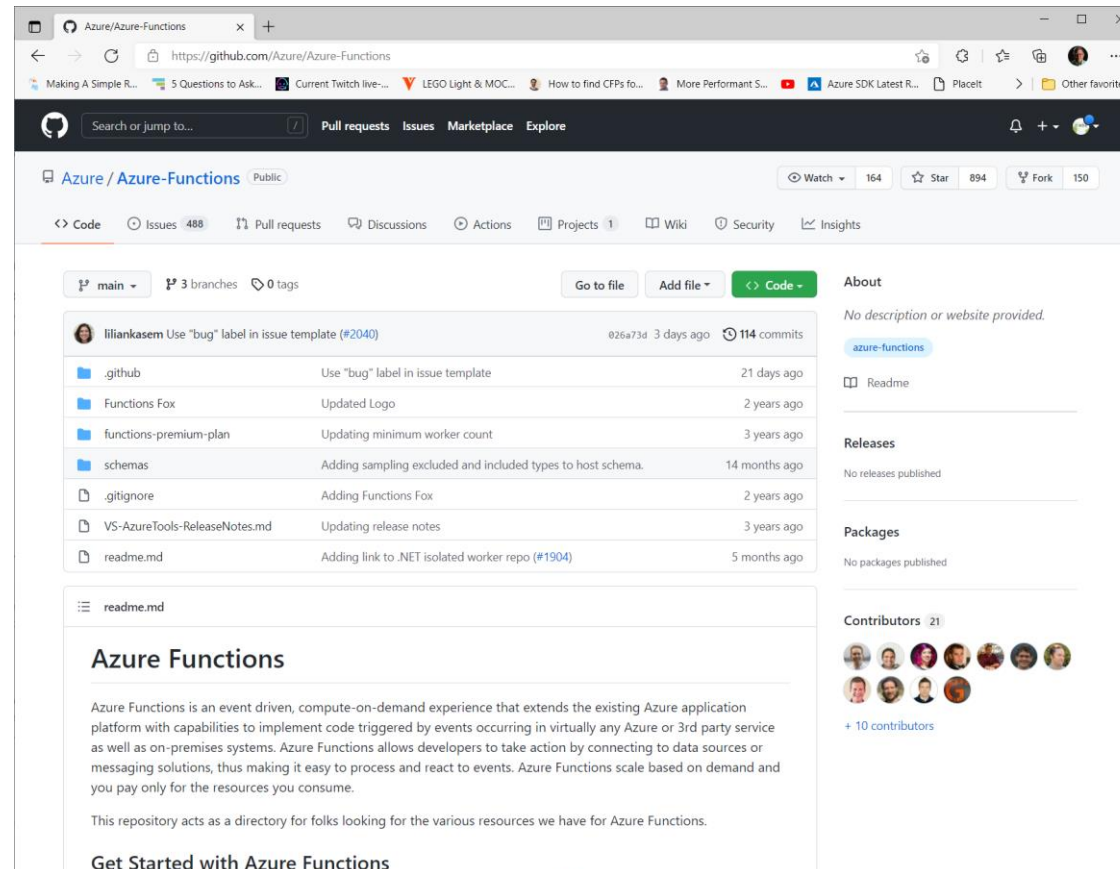 Azure/Azure-Functions
https://github.com/Azure/Azure-Functions
Making A Simple R... 5 Questions to Ask... Current Twitch live-... LEGO Light & MOC... How to find CFPs fo... More Performant S... Azure SDK Latest R... Placeit Other favorite
Search or jump to... / Pull requests Issues Marketplace Explore
Azure / Azure-Functions Public Watch 164 Star 894 Fork 150
<> Code Issues 488 Pull requests Discussions Actions Projects 1 Wiki Security Insights
main 3 branches 0 tags Go to file Add file <> Code
About
No description or website provided.
azure-functions
Readme
liliankasem Use "bug" label in issue template (#2040) 026a73d 3 days ago 114 commits
.github Use "bug" label in issue template 21 days ago
Functions Fox Updated Logo 2 years ago
functions-premium-plan Updating minimum worker count 3 years ago
schemas Adding sampling excluded and included types to host schema. 14 months ago
.gitignore Adding Functions Fox 2 years ago
VS-AzureTools-ReleaseNotes.md Updating release notes 3 years ago
readme.md Adding link to .NET isolated worker repo (#1904) 5 months ago
Releases
No releases published
Packages
No packages published
Contributors 21
+ 10 contributors
readme.md
Azure Functions
Azure Functions is an event driven, compute-on-demand experience that extends the existing Azure application
platform with capabilities to implement code triggered by events occurring in virtually any Azure or 3rd party service
as well as on-premises systems. Azure Functions allows developers to take action by connecting to data sources or
messaging solutions, thus making it easy to process and react to events. Azure Functions scale based on demand and
you pay only for the resources you consume.
This repository acts as a directory for folks looking for the various resources we have for Azure Functions.
Get Started with Azure Functions